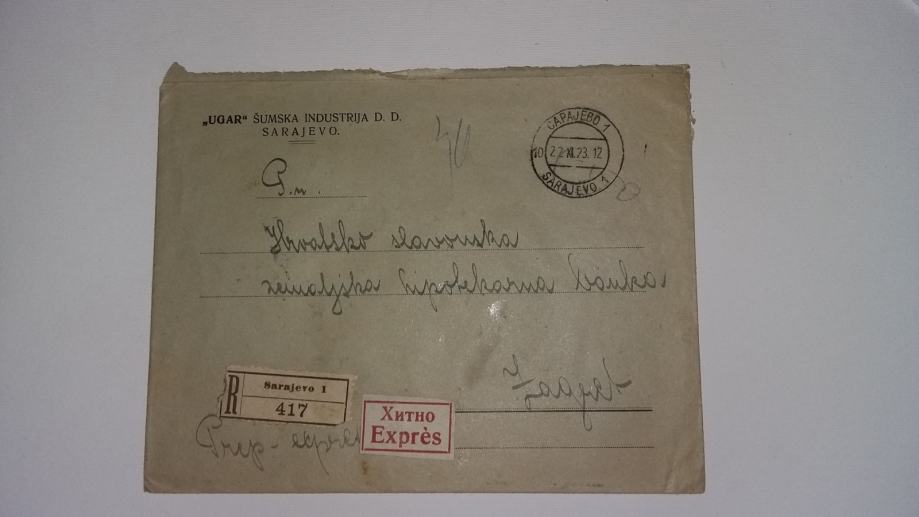 „UGAR“ ŠUMSKA INDUSTRIJA D. D.
SARAJEVO.
САРАЈЕВО 1
22.XI.23.12
SARAJEVO 1
P.n.
Hrvatsko slavonska
zemaljska hipotekarna banka
Zagreb
R
Sarajevo 1
417
Хитно
Exprès
Prep-expres